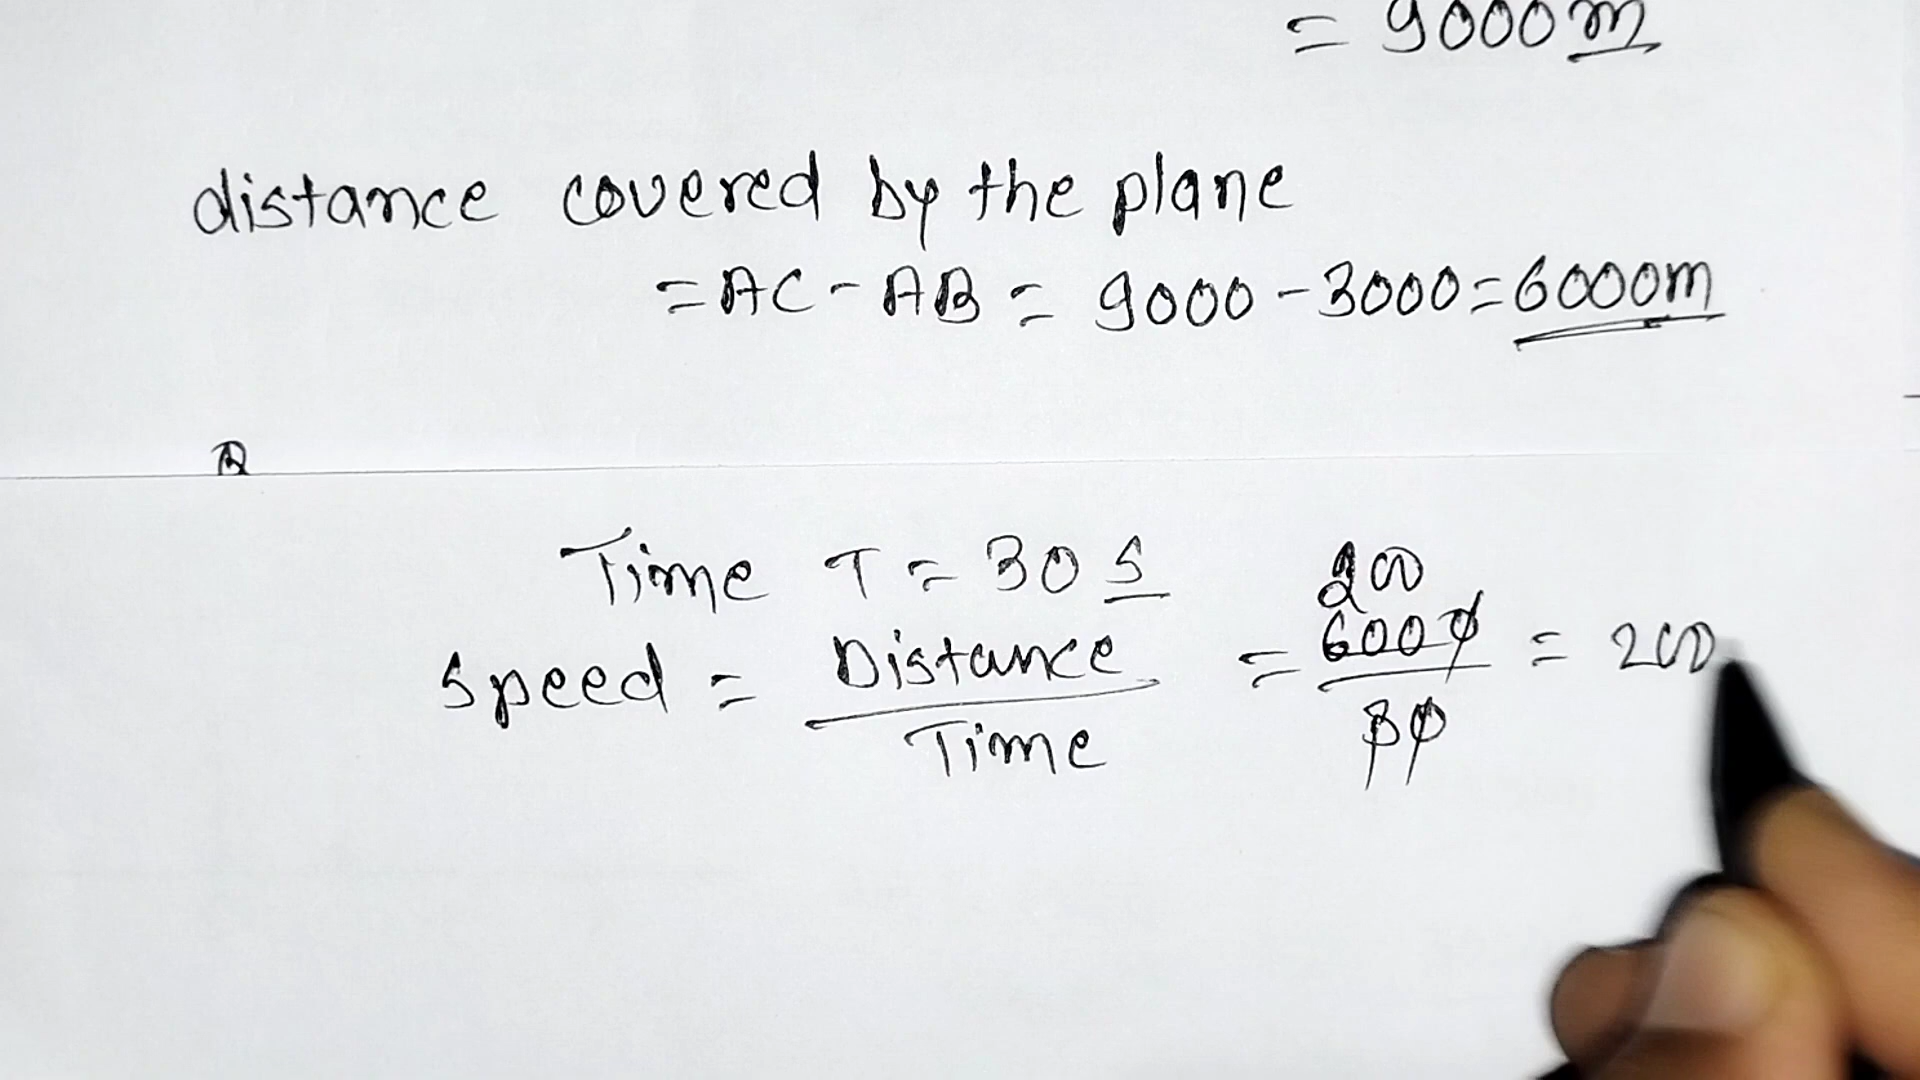 = 9000m
distance covered by the plane
= AC - AB = 9000 - 3000 = 6000m
A
Time T = 30 s
200
Speed = Distance / Time = 6000 / 30 = 200